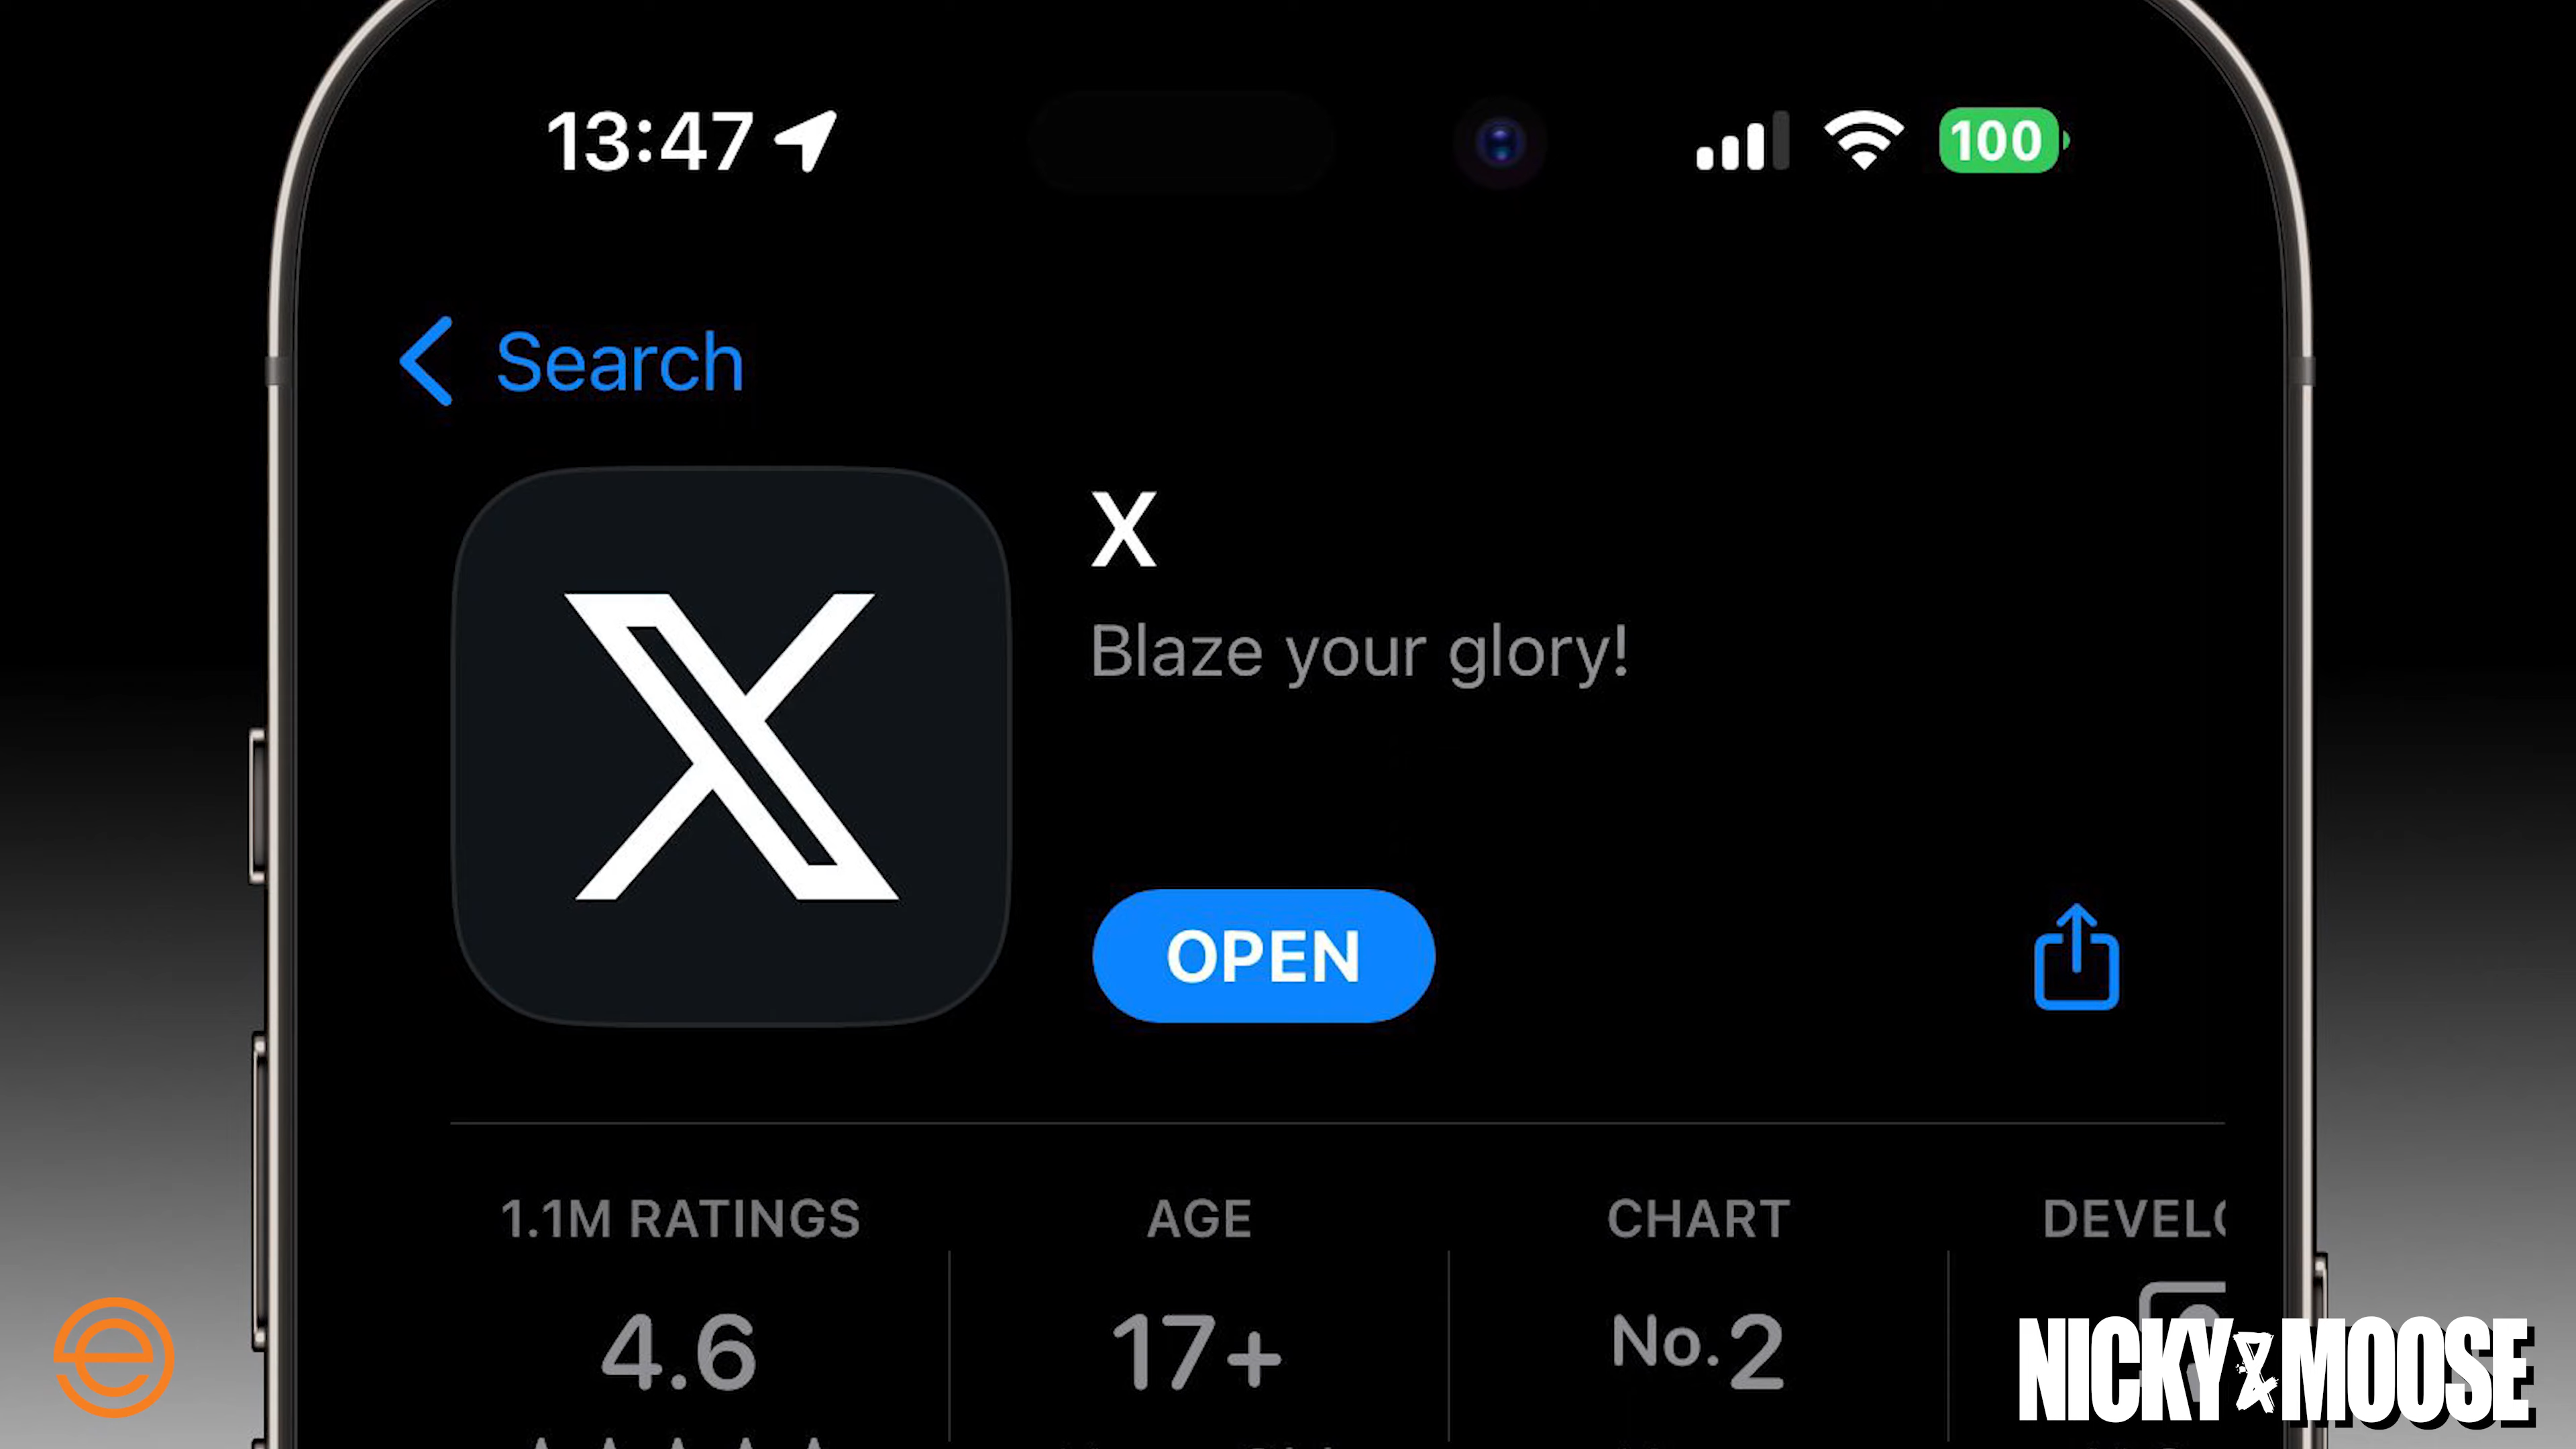 13:47
100
Search
X
Blaze your glory!
OPEN
1.1M RATINGS
AGE
CHART
4.6
17+
No.2
NICKY&MOOSE